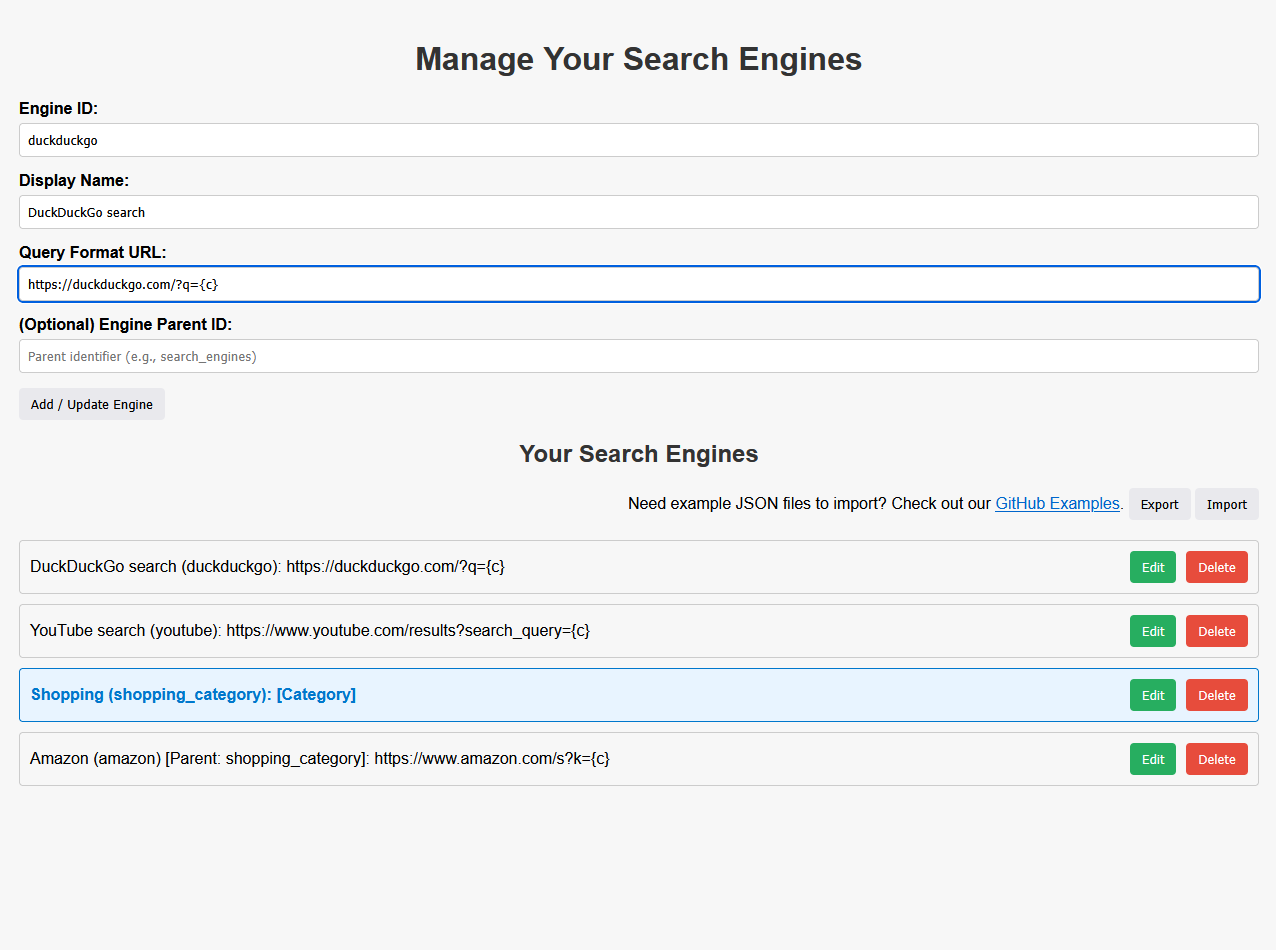 Manage Your Search Engines
Engine ID:
duckduckgo
Display Name:
DuckDuckGo search
Query Format URL:
https://duckduckgo.com/?q={c}
(Optional) Engine Parent ID:
Parent identifier (e.g., search_engines)
Add / Update Engine
Your Search Engines
Need example JSON files to import? Check out our GitHub Examples. Export Import
DuckDuckGo search (duckduckgo): https://duckduckgo.com/?q={c} Edit Delete
YouTube search (youtube): https://www.youtube.com/results?search_query={c} Edit Delete
Shopping (shopping_category): [Category] Edit Delete
Amazon (amazon) [Parent: shopping_category]: https://www.amazon.com/s?k={c} Edit Delete